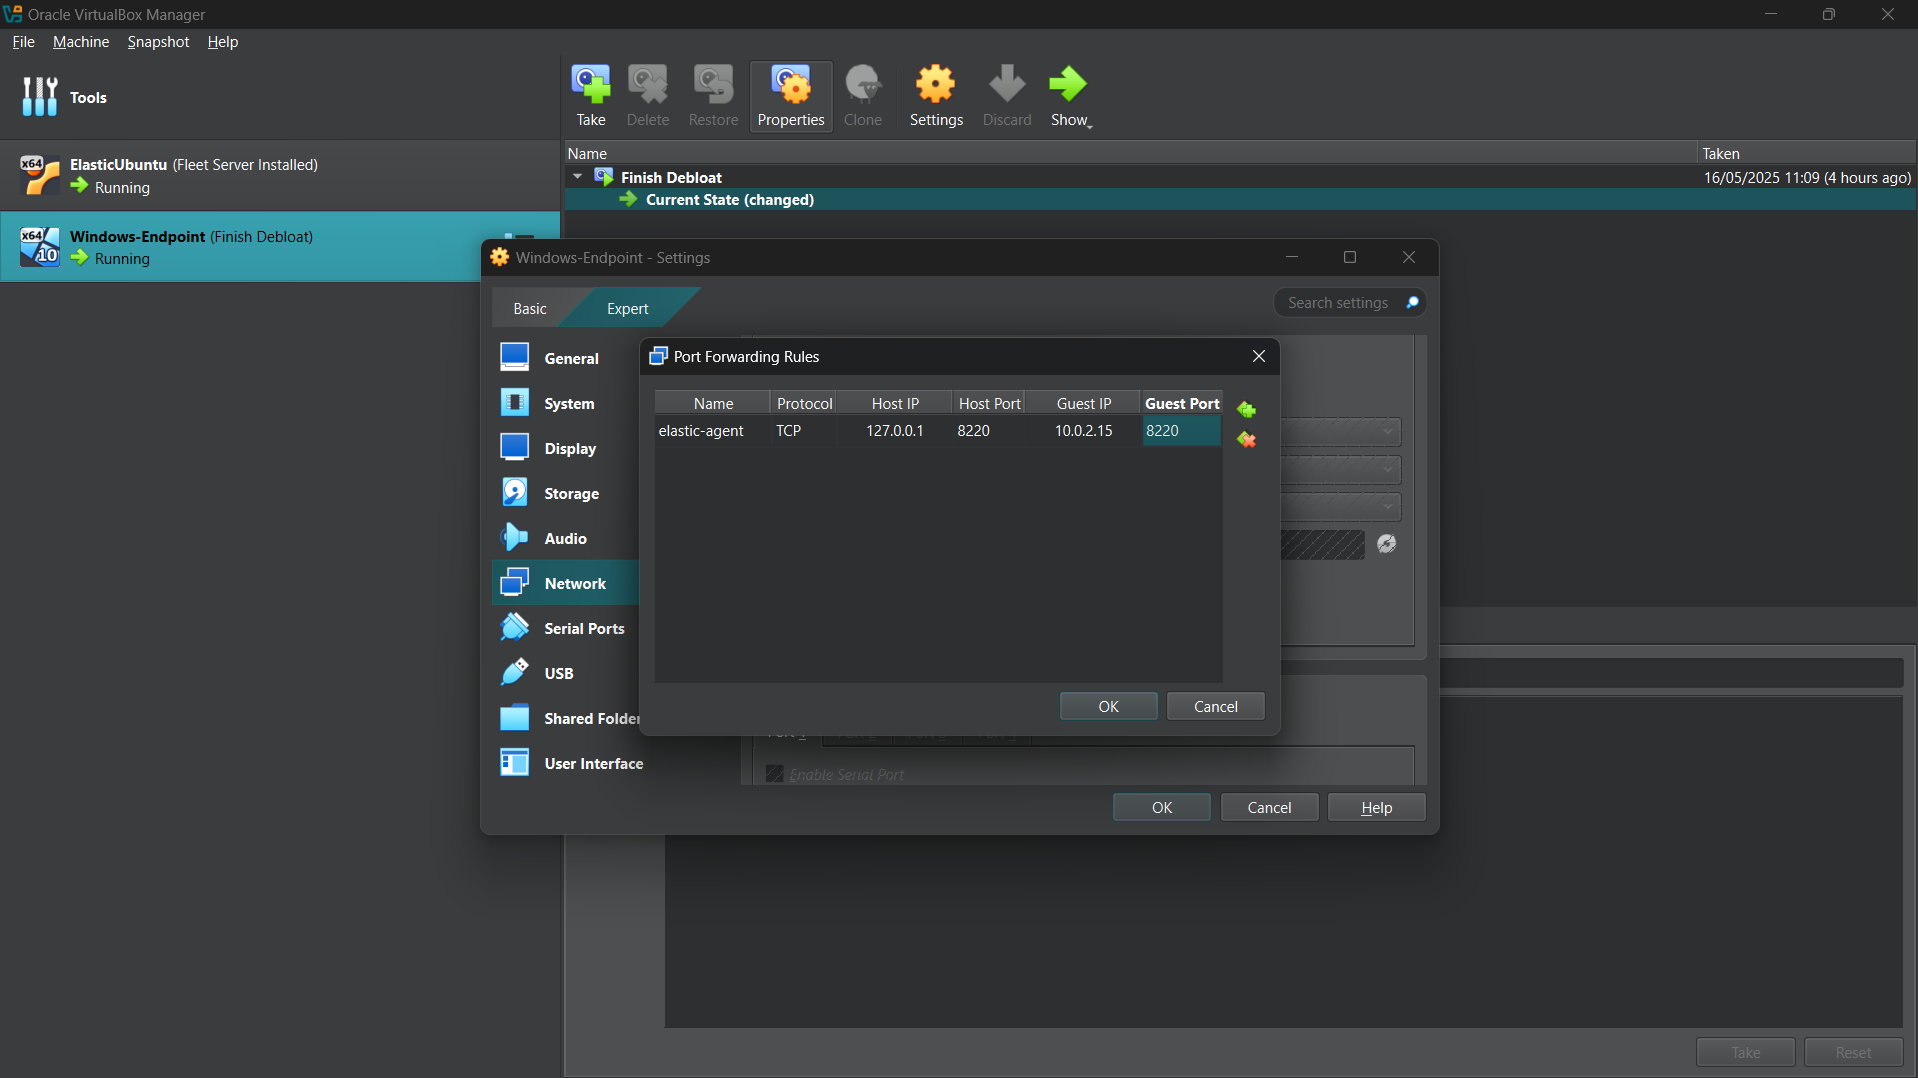 Oracle VirtualBox Manager
File Machine Snapshot Help
Tools
Take Delete Restore Properties Clone Settings Discard Show
Name Taken
x64 ElasticUbuntu (Fleet Server Installed)
Running
Finish Debloat 16/05/2025 11:09 (4 hours ago)
Current State (changed)
x64 10 Windows-Endpoint (Finish Debloat)
Running
Windows-Endpoint - Settings
Basic Expert Search settings
General
System
Display
Storage
Audio
Network
Serial Ports
USB
Shared Folder
User Interface
Port Forwarding Rules
Name Protocol Host IP Host Port Guest IP Guest Port
elastic-agent TCP 127.0.0.1 8220 10.0.2.15 8220
OK Cancel
Enable Serial Port
OK Cancel Help
Take Reset